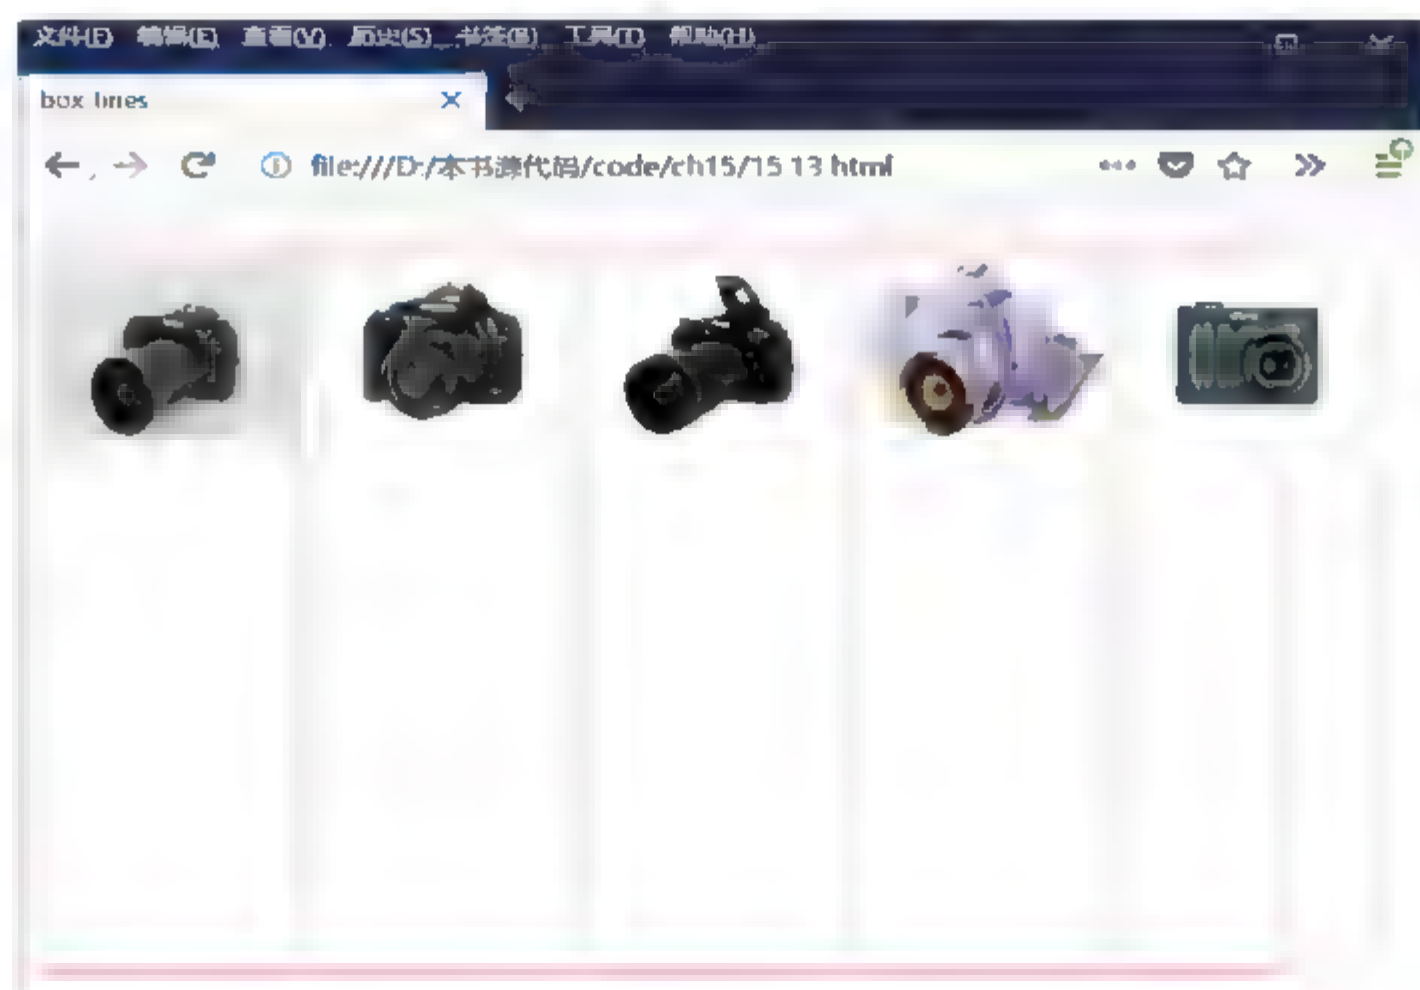 文件(F) 编辑(E) 查看(V) 历史(S) 书签(B) 工具(T) 帮助(H)
box-lines
file:///D:/本书源代码/code/ch15/15.13.html